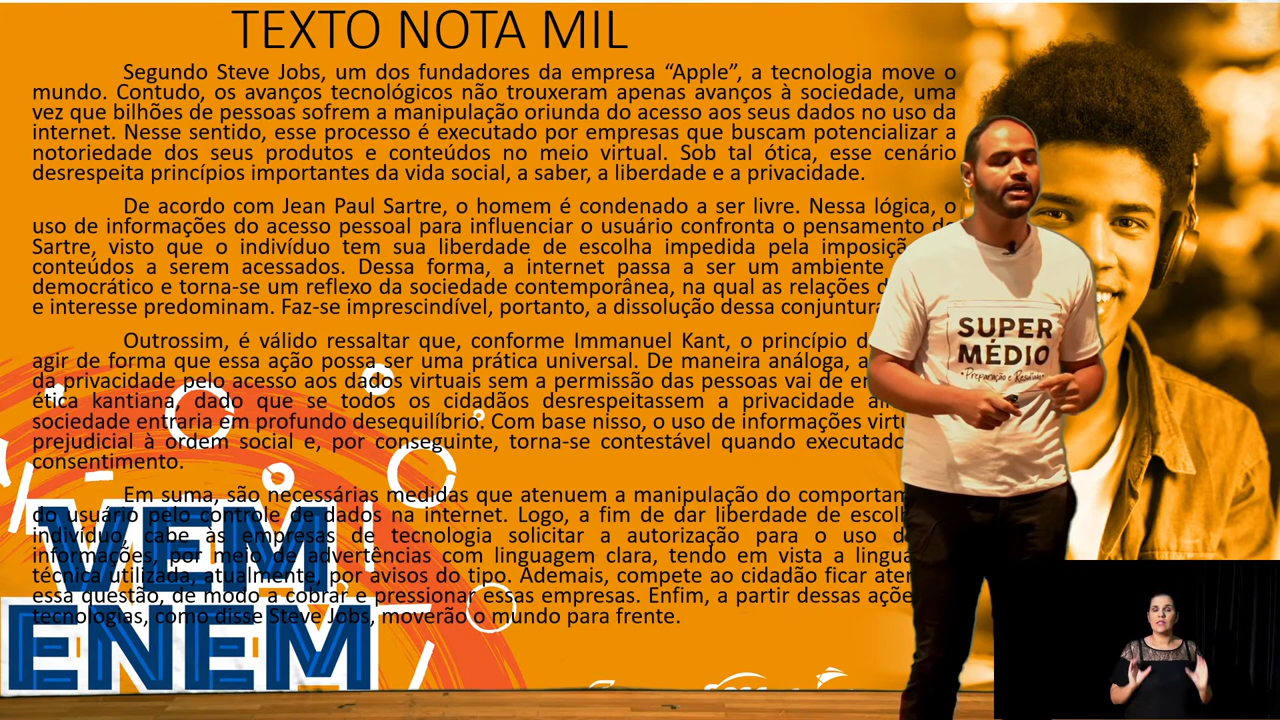 TEXTO NOTA MIL
Segundo Steve Jobs, um dos fundadores da empresa “Apple”, a tecnologia move o
mundo. Contudo, os avanços tecnológicos não trouxeram apenas avanços à sociedade, uma
vez que bilhões de pessoas sofrem a manipulação oriunda do acesso aos seus dados no uso da
internet. Nesse sentido, esse processo é executado por empresas que buscam potencializar a
notoriedade dos seus produtos e conteúdos no meio virtual. Sob tal ótica, esse cenário
desrespeita princípios importantes da vida social, a saber, a liberdade e a privacidade.
De acordo com Jean Paul Sartre, o homem é condenado a ser livre. Nessa lógica, o
uso de informações do acesso pessoal para influenciar o usuário confronta o pensamento de
Sartre, visto que o indivíduo tem sua liberdade de escolha impedida pela
conteúdos a serem acessados. Dessa forma, a internet passa a ser um ambiente
democrático e torna-se um reflexo da sociedade contemporânea, na qual as relações
e interesse predominam. Faz-se imprescindível, portanto, a dissolução dessa conjuntura
Outrossim, é válido ressaltar que, conforme Immanuel Kant, o princípio
agir de forma que essa ação possa ser uma prática universal. De maneira análoga,
da privacidade pelo acesso aos dados virtuais sem a permissão das pessoas vai de
ética kantiana, dado que se todos os cidadãos desrespeitassem a privacidade
sociedade entraria em profundo desequilíbrio. Com base nisso, o uso de informações
prejudicial à ordem social e, por conseguinte, torna-se contestável quando
consentimento.
Em suma, são necessárias medidas que atenuem a manipulação do
do usuário pelo controle de dados na internet. Logo, a fim de dar liberdade de
indivíduo, cabe às empresas de tecnologia solicitar a autorização para o uso
informações, por meio de advertências com linguagem clara, tendo em vista a
técnica utilizada, atualmente, por avisos do tipo. Ademais, compete ao cidadão ficar
essa questão, de modo a cobrar e pressionar essas empresas. Enfim, a partir dessas
tecnologias, como disse Steve Jobs, moverão o mundo para frente.
VEM
ENEM
SUPER
MÉDIO